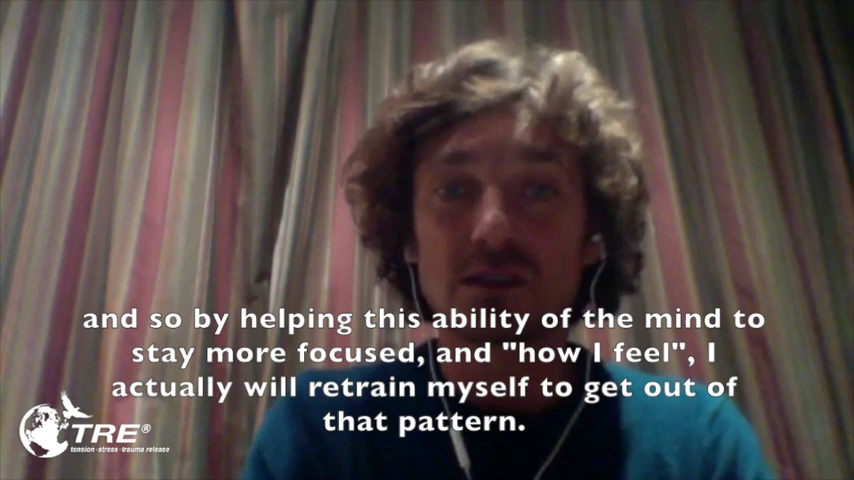 and so by helping this ability of the mind to
stay more focused, and "how I feel", I
actually will retrain myself to get out of
that pattern.
TRE®
tension · stress · trauma release